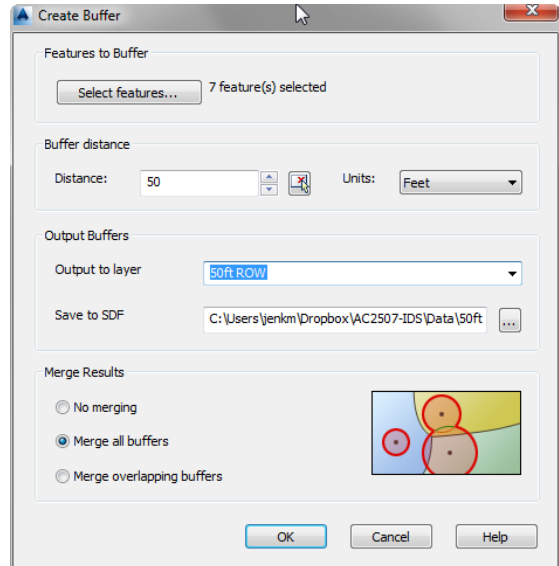 Create Buffer
Features to Buffer
Select features... 7 feature(s) selected
Buffer distance
Distance: 50 Units: Feet
Output Buffers
Output to layer 50ft ROW
Save to SDF C:\Users\jenkm\Dropbox\AC2507-IDS\Data\50ft ...
Merge Results
No merging
Merge all buffers
Merge overlapping buffers
OK Cancel Help